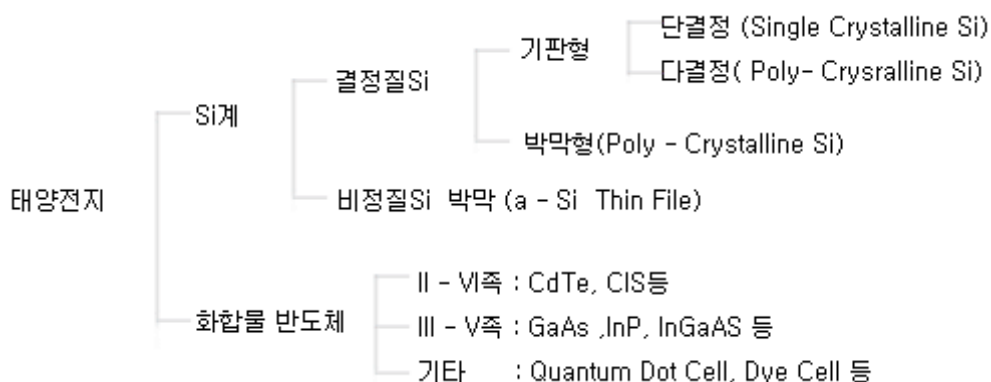 단결정 (Single Crystalline Si)
기판형
다결정( Poly- Crysralline Si)
결정질Si
Si계
박막형(Poly - Crystalline Si)
태양전지
비정질Si 박막 (a - Si Thin File)
II - VI족 : CdTe, CIS등
화합물 반도체
III - V족 : GaAs ,InP, InGaAS 등
기타 : Quantum Dot Cell, Dye Cell 등